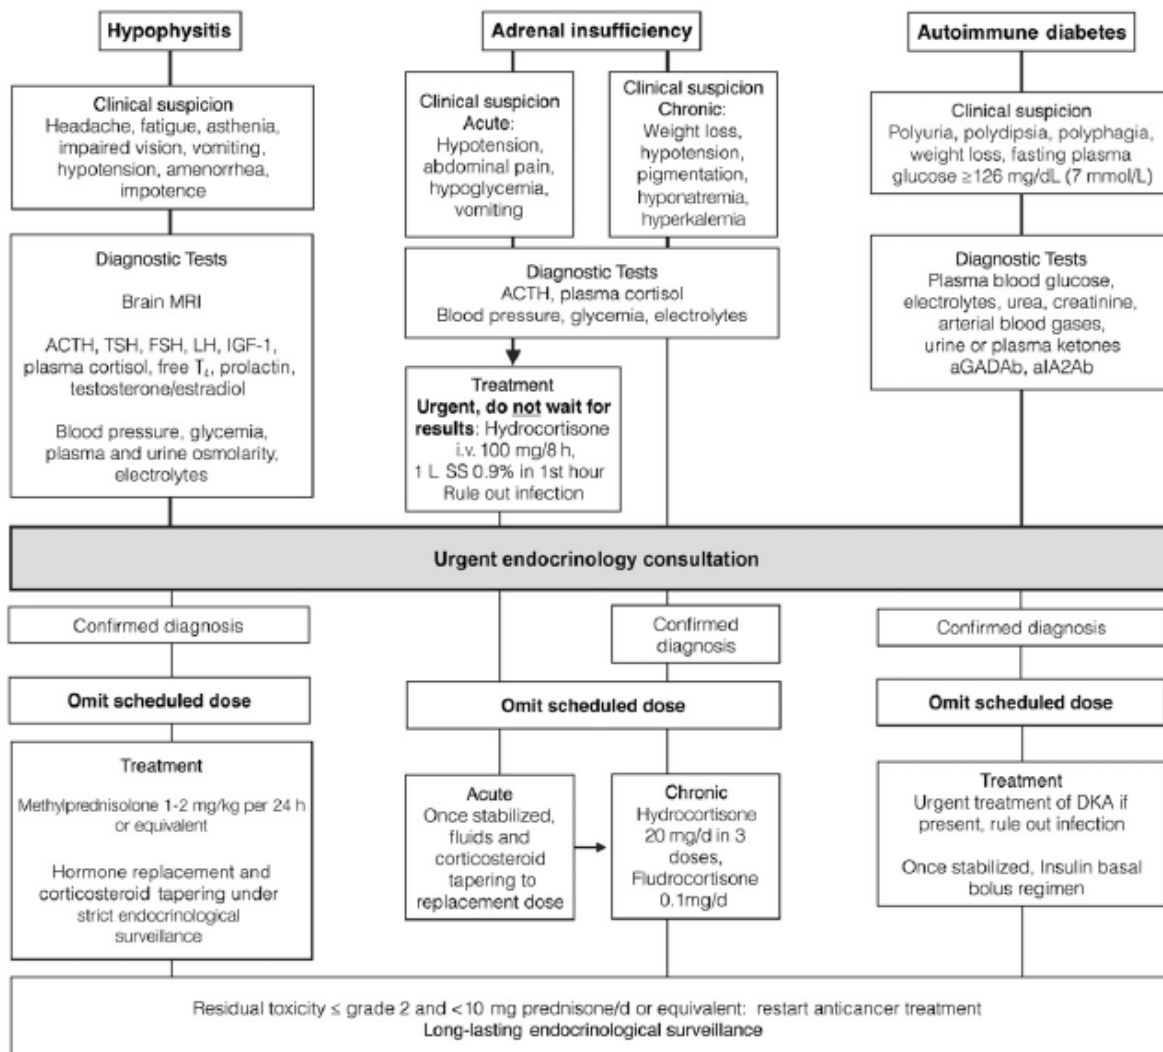 Hypophysitis
Clinical suspicion
Headache, fatigue, asthenia,
impaired vision, vomiting,
hypotension, amenorrhea,
impotence
Diagnostic Tests
Brain MRI
ACTH, TSH, FSH, LH, IGF-1,
plasma cortisol, free T₄, prolactin,
testosterone/estradiol
Blood pressure, glycemia,
plasma and urine osmolarity,
electrolytes
Adrenal insufficiency
Clinical suspicion
Acute:
Hypotension,
abdominal pain,
hypoglycemia,
vomiting
Clinical suspicion
Chronic:
Weight loss,
hypotension,
pigmentation,
hyponatremia,
hyperkalemia
Diagnostic Tests
ACTH, plasma cortisol
Blood pressure, glycemia, electrolytes
Treatment
Urgent, do not wait for
results: Hydrocortisone
i.v. 100 mg/8 h,
1 L SS 0.9% in 1st hour
Rule out infection
Autoimmune diabetes
Clinical suspicion
Polyuria, polydipsia, polyphagia,
weight loss, fasting plasma
glucose ≥126 mg/dL (7 mmol/L)
Diagnostic Tests
Plasma blood glucose,
electrolytes, urea, creatinine,
arterial blood gases,
urine or plasma ketones
aGADAb, aIA2Ab
Urgent endocrinology consultation
Confirmed diagnosis
Omit scheduled dose
Treatment
Methylprednisolone 1-2 mg/kg per 24 h
or equivalent
Hormone replacement and
corticosteroid tapering under
strict endocrinological
surveillance
Confirmed
diagnosis
Omit scheduled dose
Acute
Once stabilized,
fluids and
corticosteroid
tapering to
replacement dose
Chronic
Hydrocortisone
20 mg/d in 3
doses,
Fludrocortisone
0.1mg/d
Confirmed diagnosis
Omit scheduled dose
Treatment
Urgent treatment of DKA if
present, rule out infection
Once stabilized, Insulin basal
bolus regimen
Residual toxicity ≤ grade 2 and <10 mg prednisone/d or equivalent: restart anticancer treatment
Long-lasting endocrinological surveillance